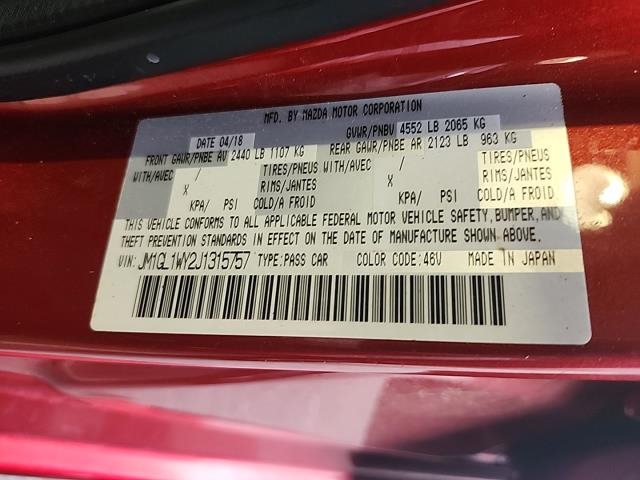 MFD. BY MAZDA MOTOR CORPORATION
DATE 04/18 GVWR/PNBV 4552 LB 2065 KG
FRONT GAWR/PNBE AV 2440 LB 1107 KG REAR GAWR/PNBE AR 2123 LB 963 KG
WITH/AVEC / TIRES/PNEUS WITH/AVEC / TIRES/PNEUS
X RIMS/JANTES X RIMS/JANTES
KPA/ PSI COLD/A FROID KPA/ PSI COLD/A FROID
THIS VEHICLE CONFORMS TO ALL APPLICABLE FEDERAL MOTOR VEHICLE SAFETY, BUMPER, AND
THEFT PREVENTION STANDARDS IN EFFECT ON THE DATE OF MANUFACTURE SHOWN ABOVE.
VIN: JM1GL1WY2J1315757 TYPE:PASS CAR COLOR CODE:46V MADE IN JAPAN